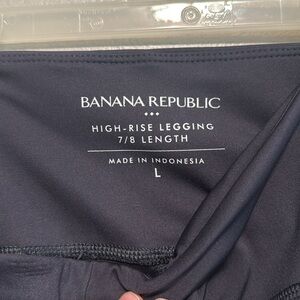 BANANA REPUBLIC
HIGH-RISE LEGGING
7/8 LENGTH
MADE IN INDONESIA
L